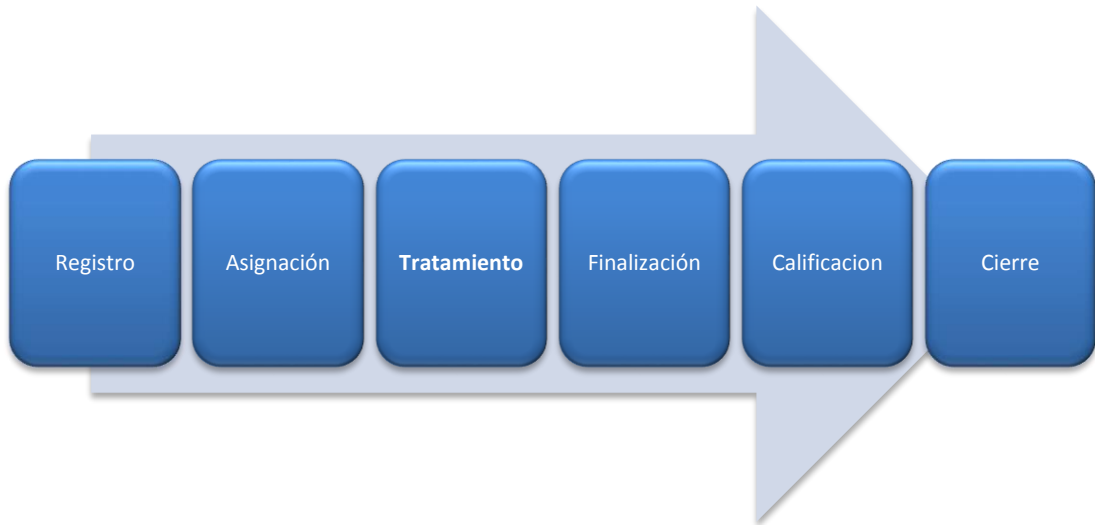 Registro
Asignación
Tratamiento
Finalización
Calificacion
Cierre